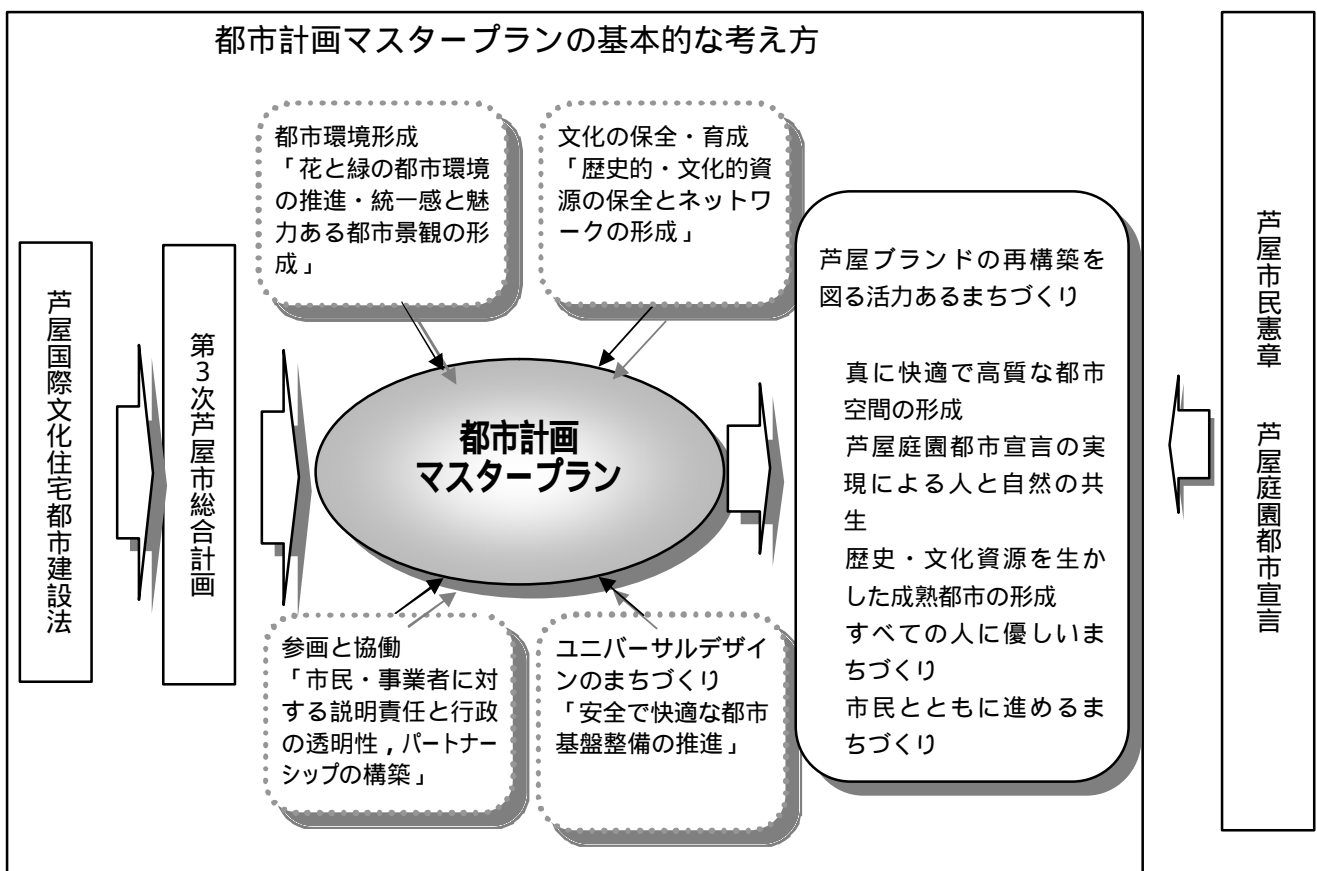 都市計画マスタープランの基本的な考え方
芦屋国際文化住宅都市建設法
第3次芦屋市総合計画
都市環境形成
「花と緑の都市環境
の推進・統一感と魅
力ある都市景観の形
成」
文化の保全・育成
「歴史的・文化的資
源の保全とネットワ
ークの形成」
都市計画
マスタープラン
参画と協働
「市民・事業者に対
する説明責任と行政
の透明性，パートナー
シップの構築」
ユニバーサルデザイ
ンのまちづくり
「安全で快適な都市
基盤整備の推進」
芦屋ブランドの再構築を
図る活力あるまちづくり
真に快適で高質な都市
空間の形成
芦屋庭園都市宣言の実
現による人と自然の共
生
歴史・文化資源を生か
した成熟都市の形成
すべての人に優しいま
ちづくり
市民とともに進めるま
ちづくり
芦屋市民憲章　芦屋庭園都市宣言